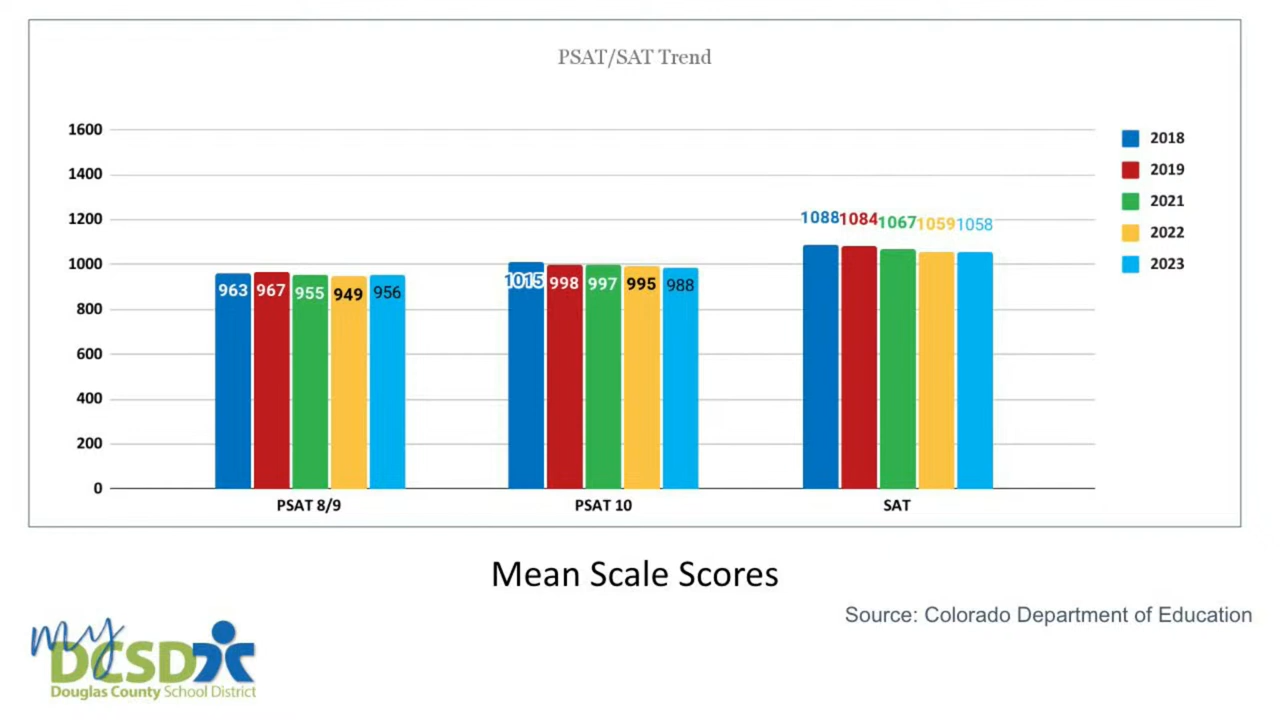 PSAT/SAT Trend
1600
1400
1200
1000
800
600
400
200
0
963 967 955 949 956
1015 998 997 995 988
1088 1084 1067 1059 1058
PSAT 8/9 PSAT 10 SAT
2018
2019
2021
2022
2023
Mean Scale Scores
Source: Colorado Department of Education
my
DCSD
Douglas County School District